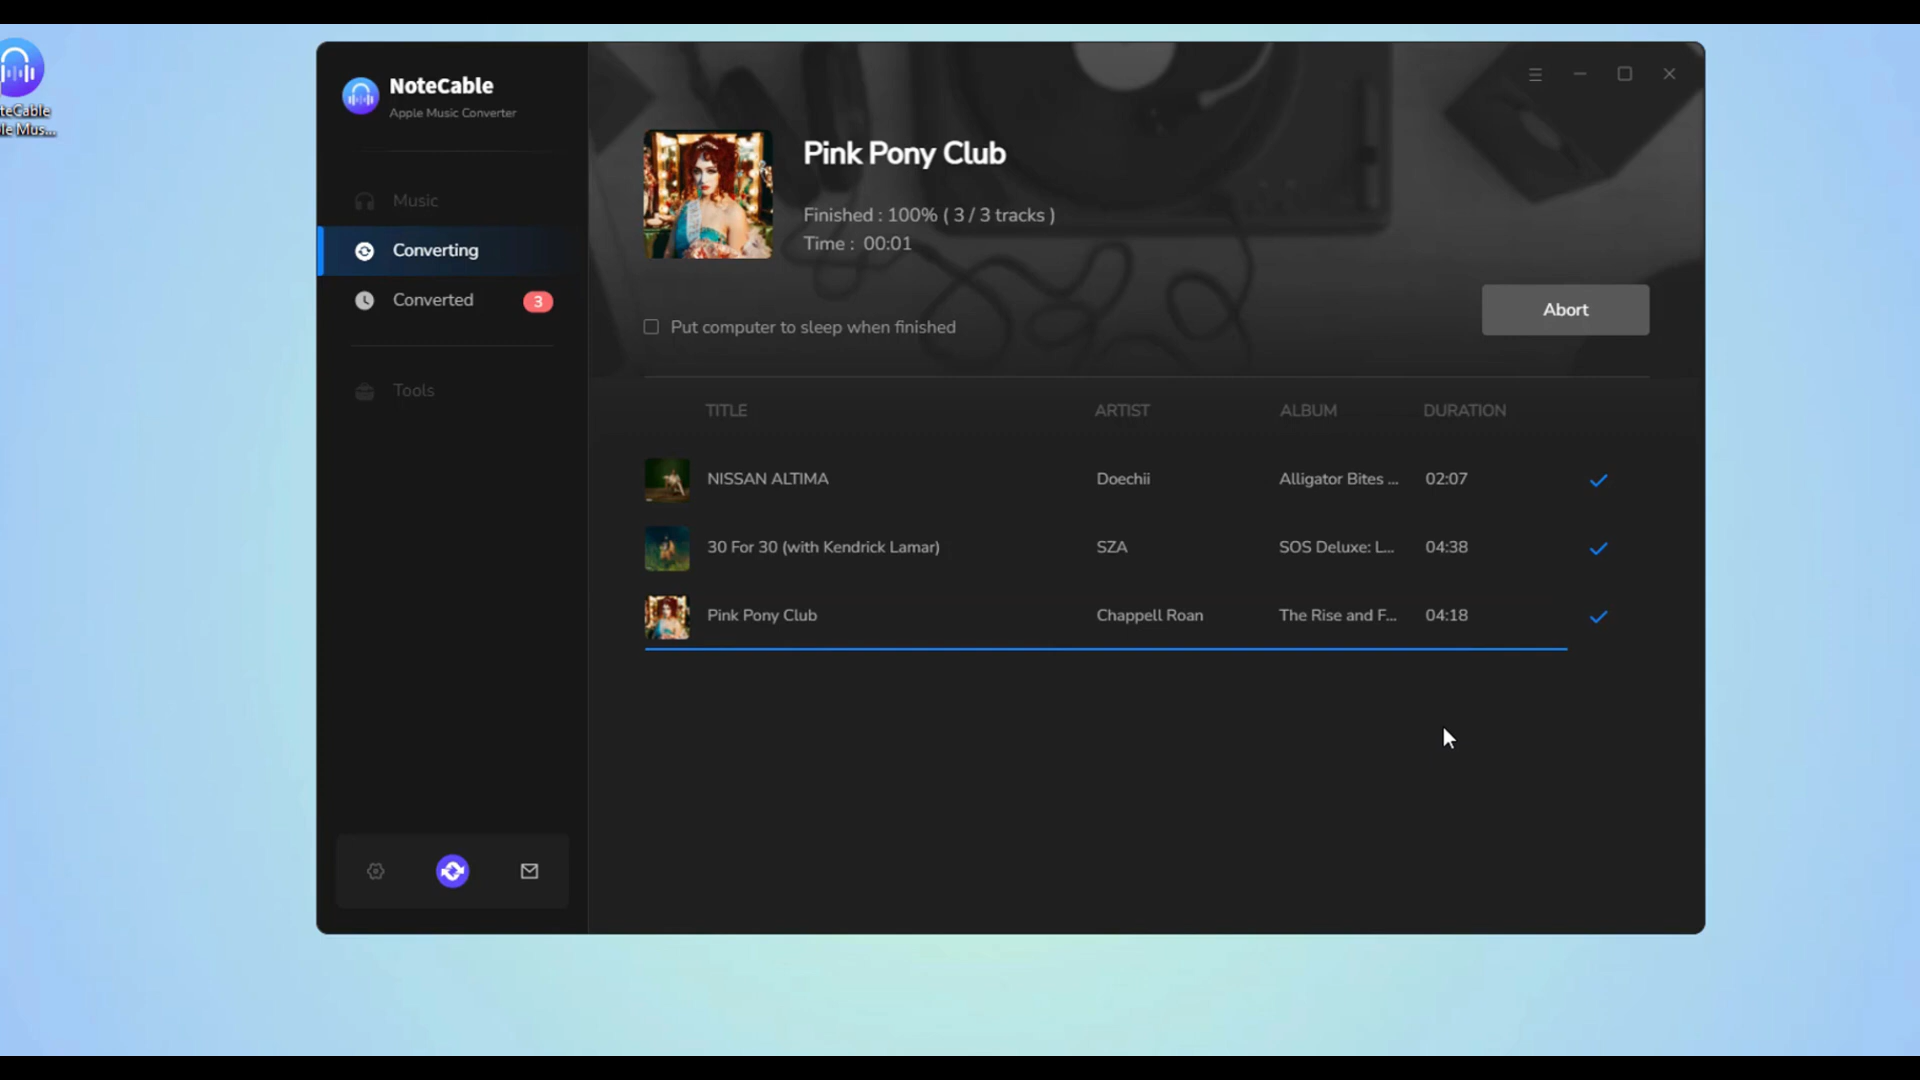 teCable
le Mus...
NoteCable
Apple Music Converter
Music
Converting
Converted 3
Tools
Pink Pony Club
Finished : 100% ( 3 / 3 tracks )
Time : 00:01
Put computer to sleep when finished
Abort
TITLE ARTIST ALBUM DURATION
NISSAN ALTIMA Doechii Alligator Bites ... 02:07
30 For 30 (with Kendrick Lamar) SZA SOS Deluxe: L... 04:38
Pink Pony Club Chappell Roan The Rise and F... 04:18